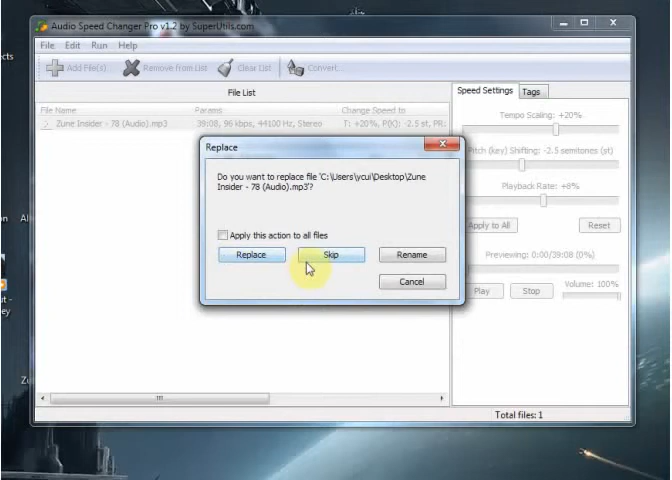 Audio Speed Changer Pro v1.2 by SuperUtils.com
File Edit Run Help
Add File(s) Remove from List Clear List Convert...
File List
Speed Settings Tags
File Name Params Change Speed to
Zune Insider - 78 (Audio).mp3 39:08, 96 kbps, 44100 Hz, Stereo T: +20%, P(K): -2.5 st, PR:
Tempo Scaling: +20%
Pitch (key) Shifting: -2.5 semitones (st)
Playback Rate: +8%
Apply to All Reset
Previewing: 0:00/39:08 (0%)
Play Stop Volume: 100%
Replace
Do you want to replace file 'C:\Users\ycui\Desktop\Zune
Insider - 78 (Audio).mp3'?
Apply this action to all files
Replace Skip Rename
Cancel
Total files: 1